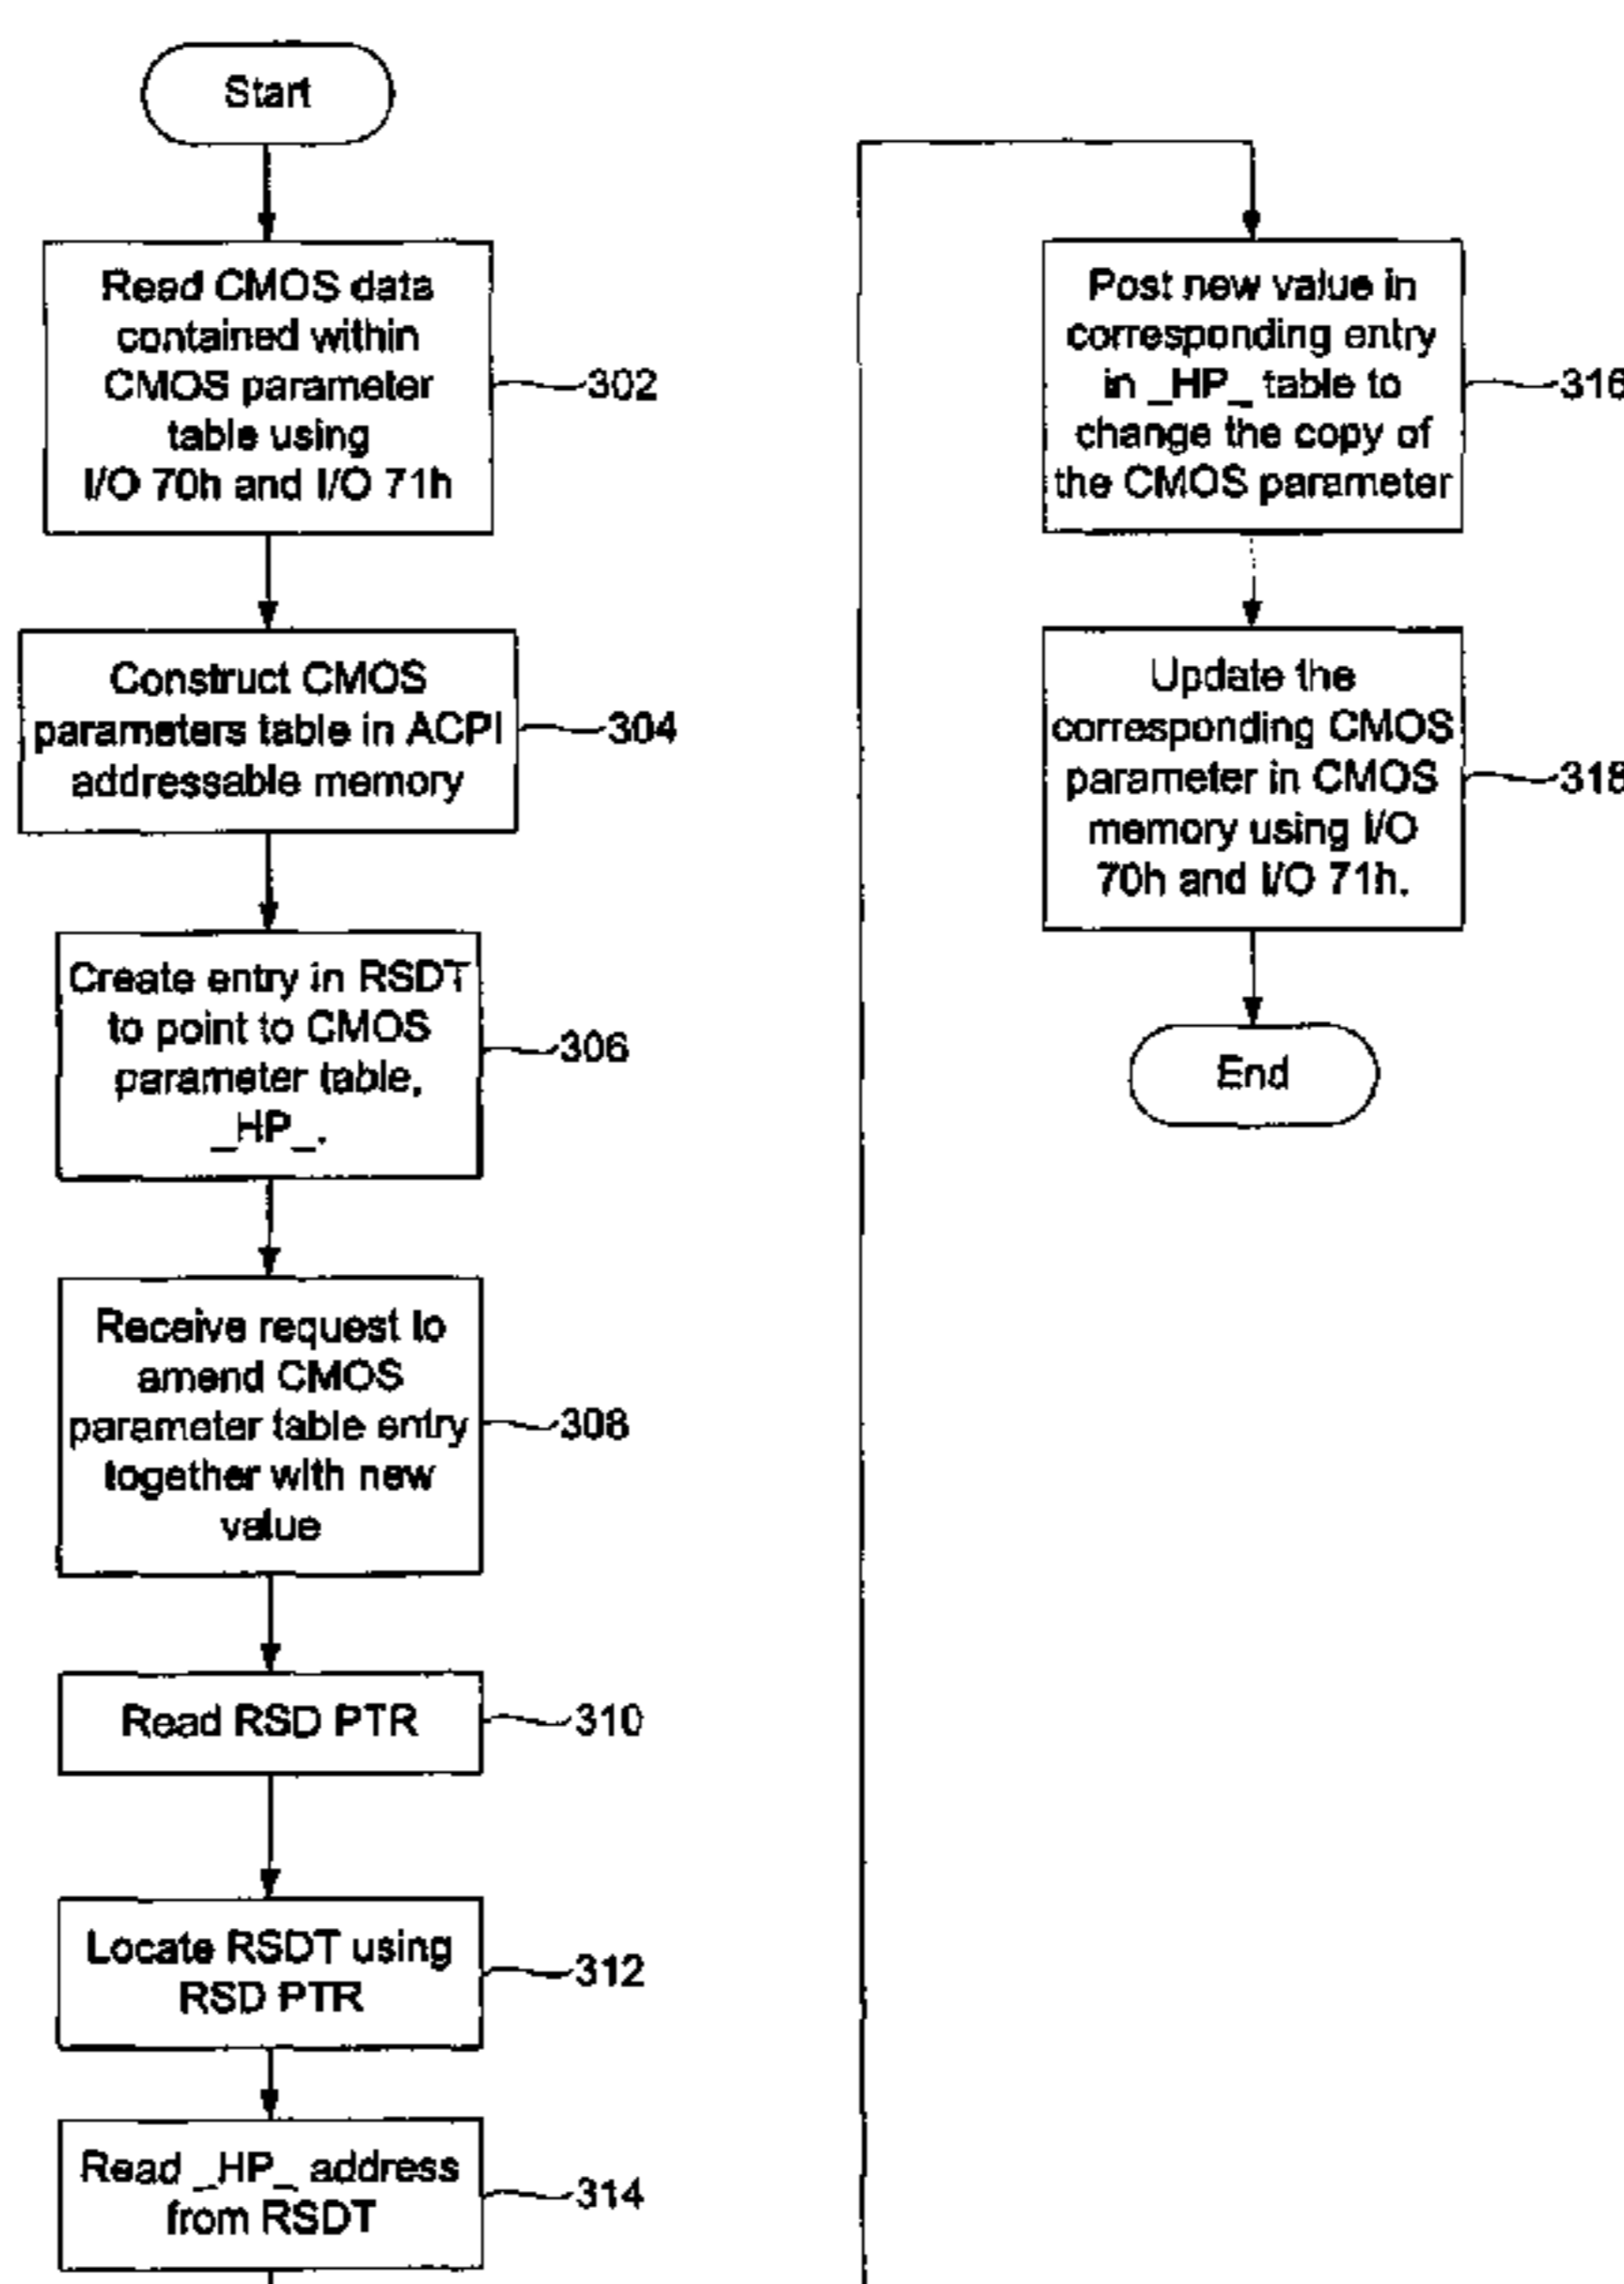 Start
Read CMOS data
contained within
CMOS parameter
table using
I/O 70h and I/O 71h
302
Construct CMOS
parameters table in ACPI
addressable memory
304
Create entry in RSDT
to point to CMOS
parameter table,
_HP_.
306
Receive request to
amend CMOS
parameter table entry
together with new
value
308
Read RSD PTR
310
Locate RSDT using
RSD PTR
312
Read _HP_ address
from RSDT
314
Post new value in
corresponding entry
in _HP_ table to
change the copy of
the CMOS parameter
316
Update the
corresponding CMOS
parameter in CMOS
memory using I/O
70h and I/O 71h.
318
End